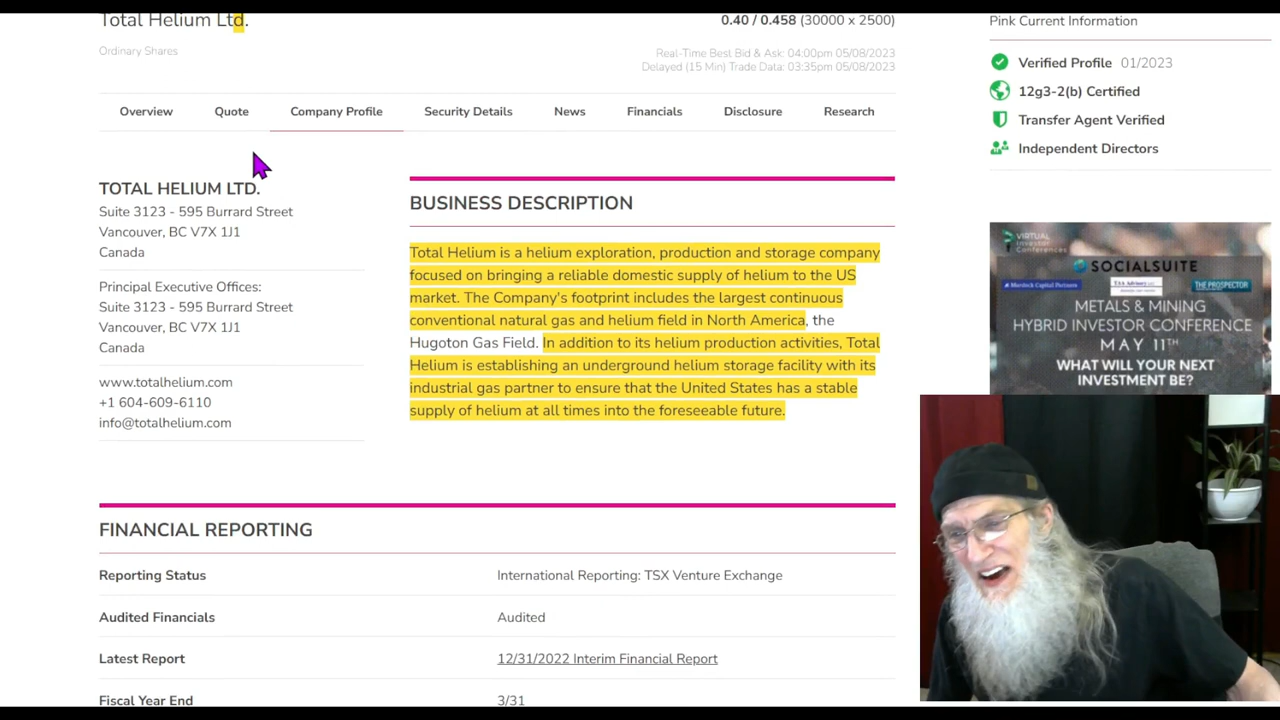 Total Helium Ltd.
0.40 / 0.458 (30000 x 2500)
Pink Current Information
Ordinary Shares
Real-Time Best Bid & Ask: 04:00pm 05/08/2023
Delayed (15 Min) Trade Data: 03:35pm 05/08/2023
Verified Profile 01/2023
12g3-2(b) Certified
Transfer Agent Verified
Independent Directors
Overview Quote Company Profile Security Details News Financials Disclosure Research
TOTAL HELIUM LTD.
Suite 3123 - 595 Burrard Street
Vancouver, BC V7X 1J1
Canada
Principal Executive Offices:
Suite 3123 - 595 Burrard Street
Vancouver, BC V7X 1J1
Canada
www.totalhelium.com
+1 604-609-6110
info@totalhelium.com
BUSINESS DESCRIPTION
Total Helium is a helium exploration, production and storage company
focused on bringing a reliable domestic supply of helium to the US
market. The Company's footprint includes the largest continuous
conventional natural gas and helium field in North America, the
Hugoton Gas Field. In addition to its helium production activities, Total
Helium is establishing an underground helium storage facility with its
industrial gas partner to ensure that the United States has a stable
supply of helium at all times into the foreseeable future.
VIRTUAL
Investor
Conferences
SOCIALSUITE
Murdock Capital Partners
TAA Advisory LLC
THE PROSPECTOR
METALS & MINING
HYBRID INVESTOR CONFERENCE
MAY 11TH
WHAT WILL YOUR NEXT
INVESTMENT BE?
FINANCIAL REPORTING
Reporting Status International Reporting: TSX Venture Exchange
Audited Financials Audited
Latest Report 12/31/2022 Interim Financial Report
Fiscal Year End 3/31